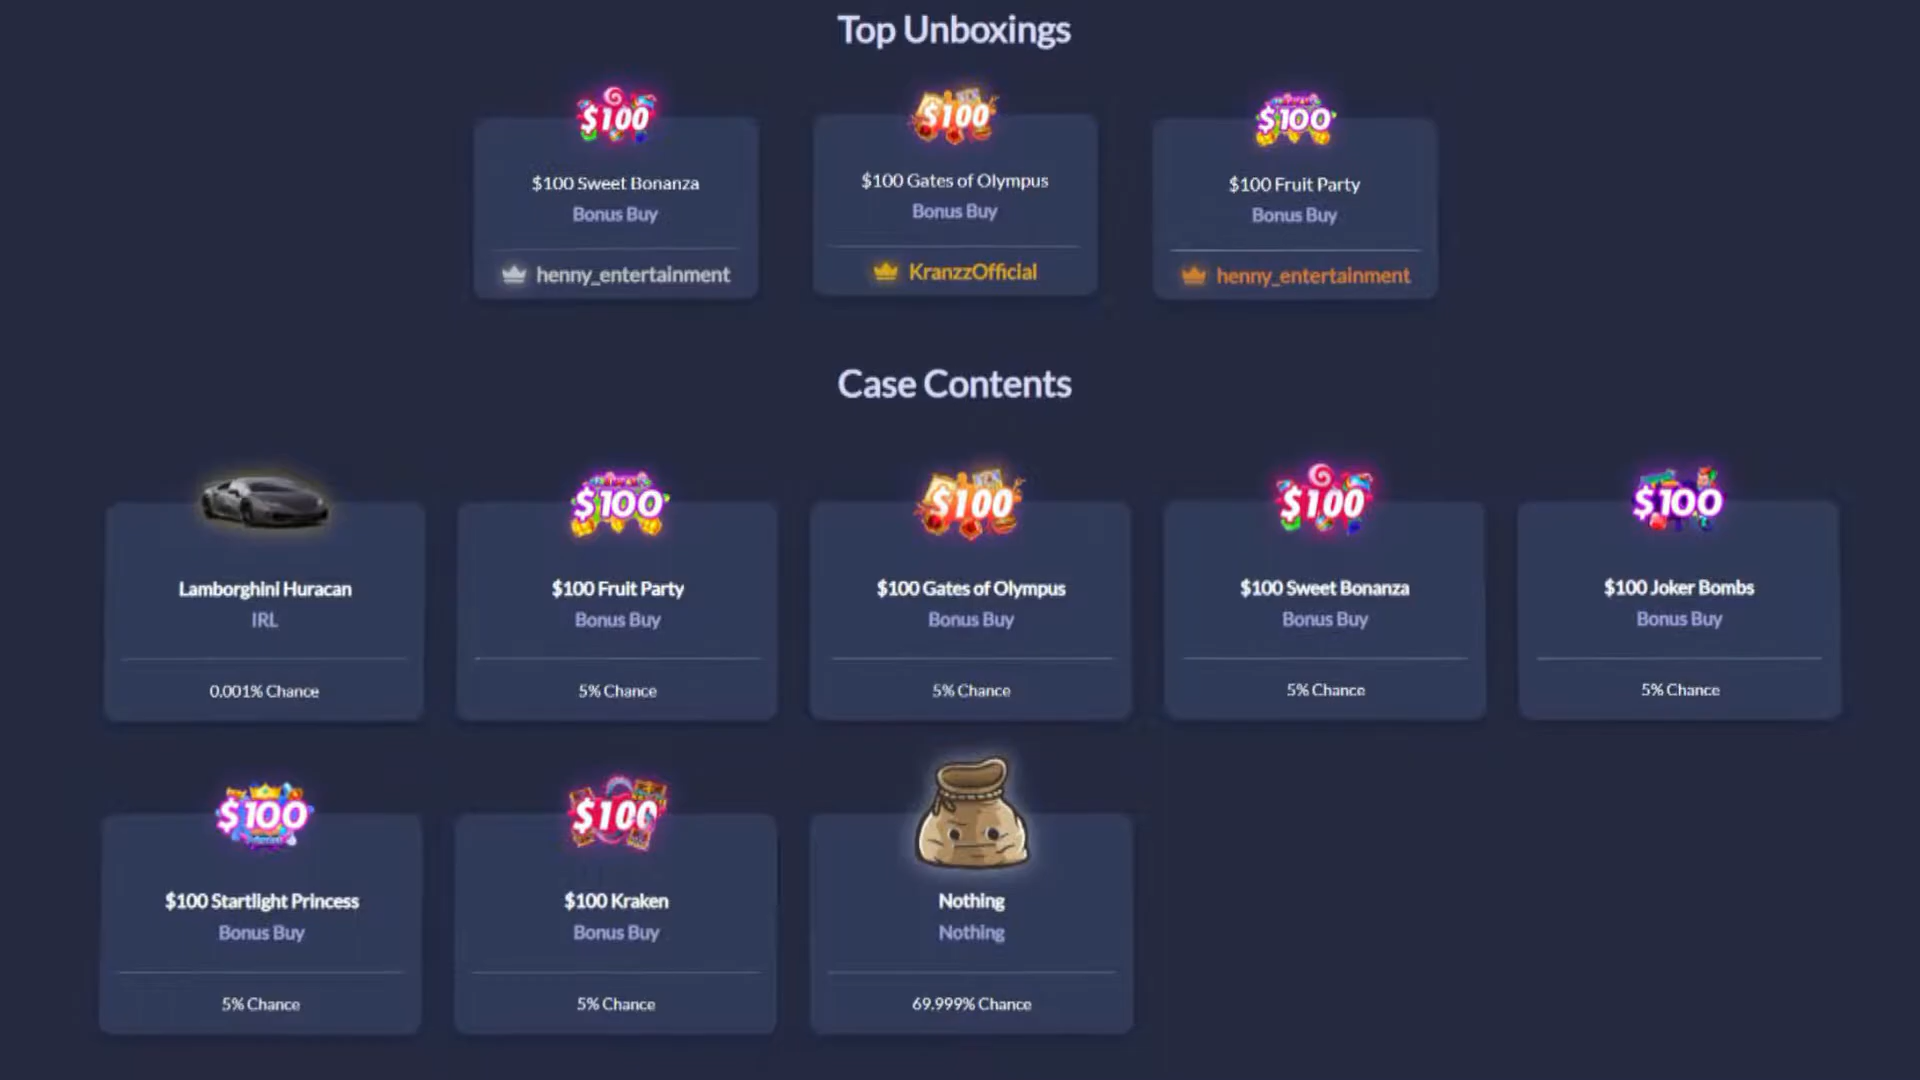 Top Unboxings
$100
$100 Sweet Bonanza
Bonus Buy
henny_entertainment
$100
$100 Gates of Olympus
Bonus Buy
KranzzOfficial
$100
$100 Fruit Party
Bonus Buy
henny_entertainment
Case Contents
Lamborghini Huracan
IRL
0.001% Chance
$100
$100 Fruit Party
Bonus Buy
5% Chance
$100
$100 Gates of Olympus
Bonus Buy
5% Chance
$100
$100 Sweet Bonanza
Bonus Buy
5% Chance
$100
$100 Joker Bombs
Bonus Buy
5% Chance
$100
$100 Startlight Princess
Bonus Buy
5% Chance
$100
$100 Kraken
Bonus Buy
5% Chance
Nothing
Nothing
69.999% Chance